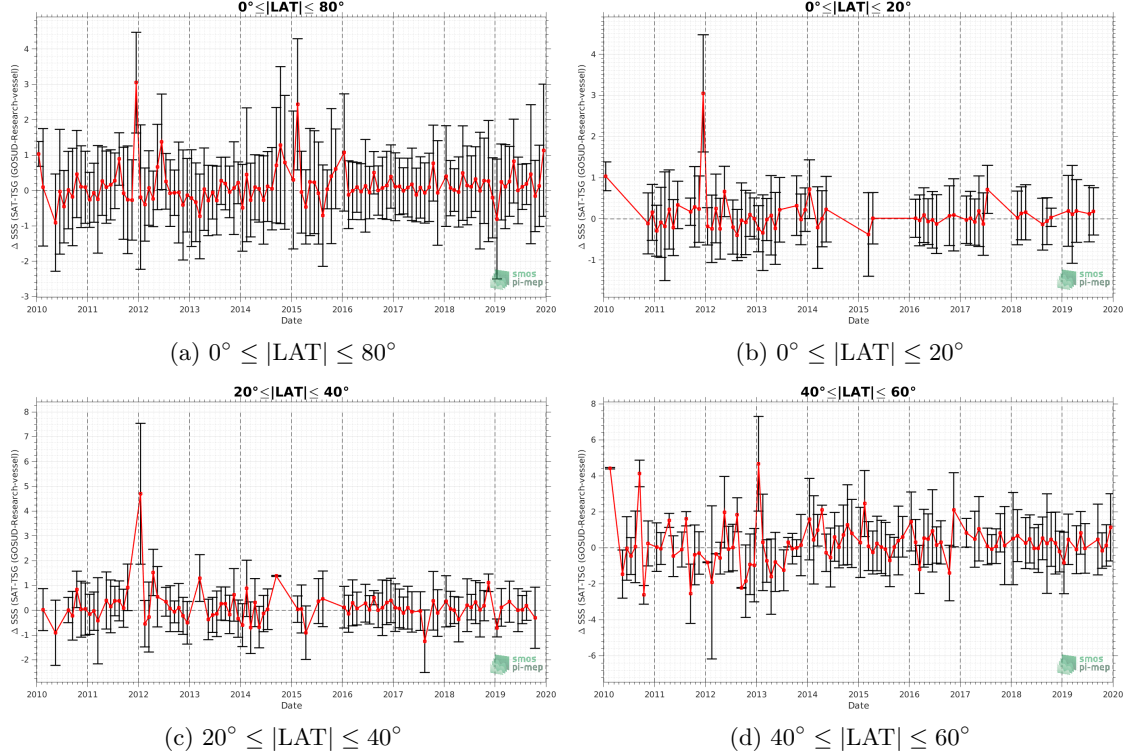 0°≤|LAT|≤ 80°
Δ SSS (SAT-TSG (GOSUD-Research-vessel))
4
3
2
1
0
-1
-2
-3
2010 2011 2012 2013 2014 2015 2016 2017 2018 2019 2020
Date
smos
pi-mep
(a) 0° ≤ |LAT| ≤ 80°
0°≤|LAT|≤ 20°
Δ SSS (SAT-TSG (GOSUD-Research-vessel))
4
3
2
1
0
-1
2010 2011 2012 2013 2014 2015 2016 2017 2018 2019 2020
Date
smos
pi-mep
(b) 0° ≤ |LAT| ≤ 20°
20°≤|LAT|≤ 40°
Δ SSS (SAT-TSG (GOSUD-Research-vessel))
8
7
6
5
4
3
2
1
0
-1
-2
2010 2011 2012 2013 2014 2015 2016 2017 2018 2019 2020
Date
smos
pi-mep
(c) 20° ≤ |LAT| ≤ 40°
40°≤|LAT|≤ 60°
Δ SSS (SAT-TSG (GOSUD-Research-vessel))
8
6
4
2
0
-2
-4
-6
2010 2011 2012 2013 2014 2015 2016 2017 2018 2019 2020
Date
smos
pi-mep
(d) 40° ≤ |LAT| ≤ 60°